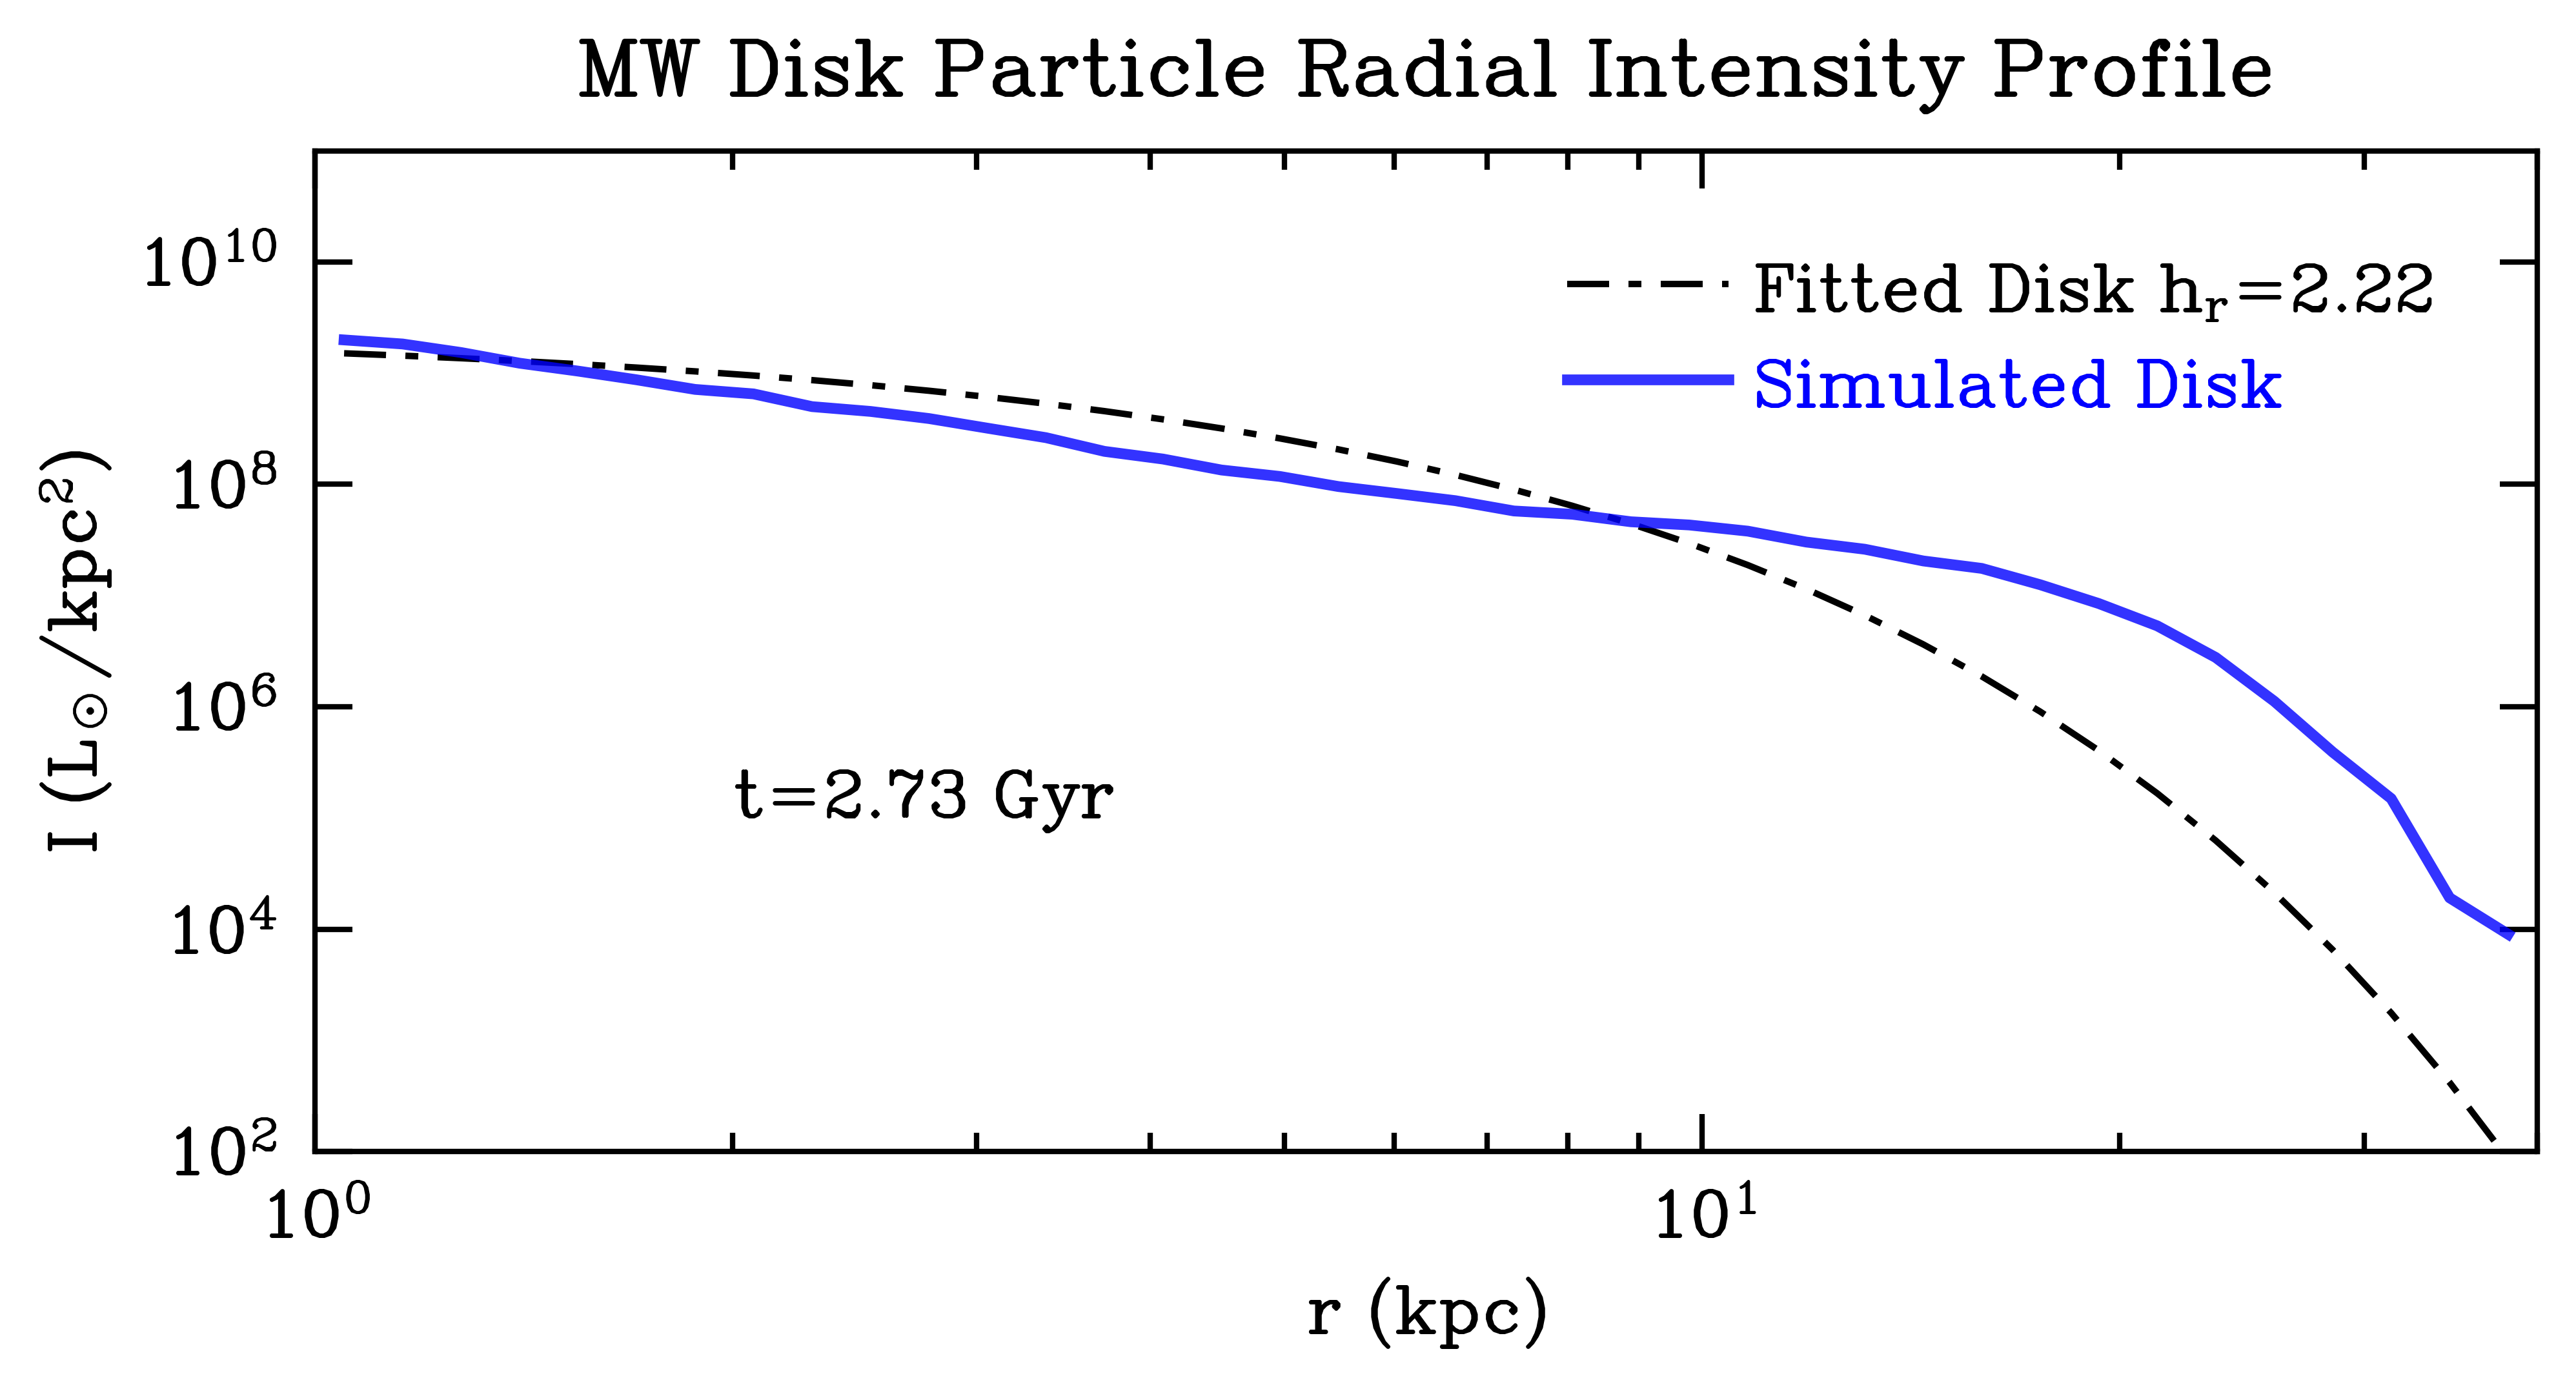 MW Disk Particle Radial Intensity Profile
10¹⁰
10⁸
10⁶
10⁴
10²
I (L⊙/kpc²)
Fitted Disk hᵣ=2.22
Simulated Disk
t=2.73 Gyr
10⁰
10¹
r (kpc)